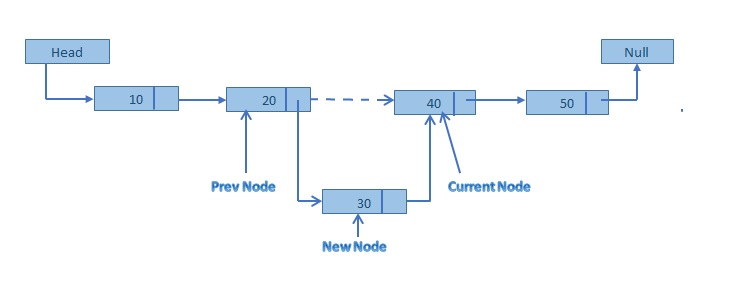 Head
Null
10
20
40
50
Prev Node
Current Node
30
New Node